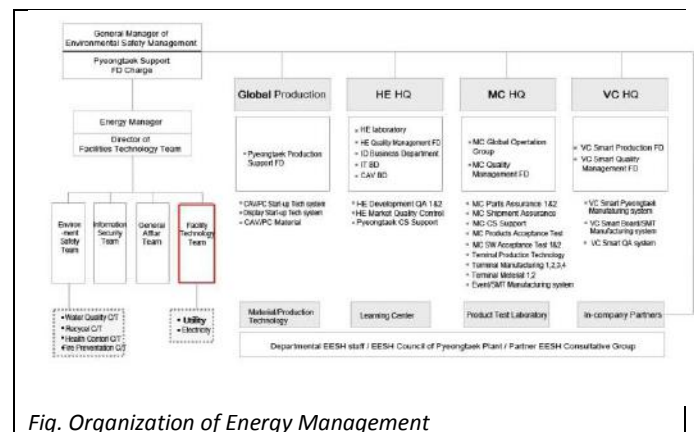 General Manager of
Environmental Safety Management
Pyeongtaek Support
FD Charge
Energy Manager
Director of
Facilities Technology Team
Environ
-ment
Safety
Team
Information
Security
Team
General
Affair
Team
Facility
Technology
Team
• Water Quality C/T
• Recycal C/T
• Health Contorl C/T
• Fire Preventation C/T
• Utility
• Electricity
Global Production
• Pyeongtaek Production
Support FD
• CAV/PC Start-up Tech system
• Display Start-up Tech system
• CAV/PC Material
Material/Production
Technology
HE HQ
• HE laboratory
• HE Quality Management FD
• ID Business Department
• IT BD
• CAV BD
• HE Development QA 1&2
• HE Market Quality Control
• Pyeongtaek CS Support
Learning Center
MC HQ
• MC Global Opertation
Group
• MC Quality
Management FD
• MC Parts Assurance 1&2
• MC Shipment Assurance
• MC CS Support
• MC Products Acceptance Test
• MC SW Acceptance Test 1&2
• Terminal Production Technology
• Terminal Manufacturing 1,2,3,4
• Terminal Material 1,2
• Event/SMT Manufacturing system
Product Test Laboratory
VC HQ
• VC Smart Production FD
• VC Smart Quality
Management FD
• VC Smart Pyeongtaek
Manufaturing system
• VC Smart Board/SMT
Manufacturing system
• VC Smart QA system
In-company Partners
Departmental EESH staff / EESH Council of Pyeongtaek Plant / Partner EESH Consultative Group
Fig. Organization of Energy Management